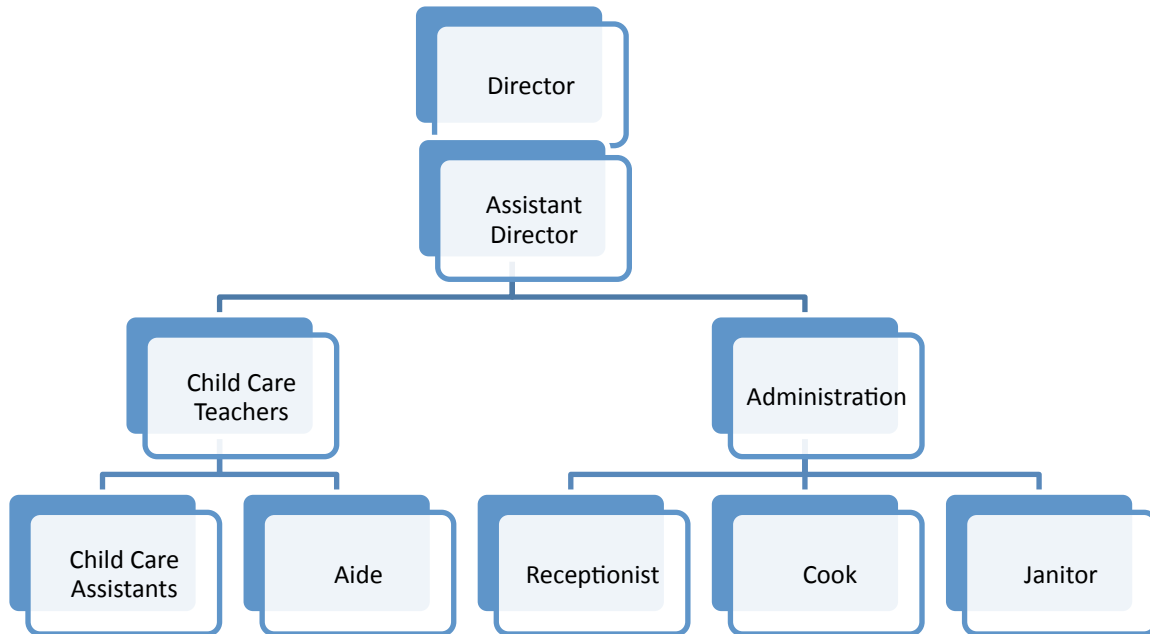 Director
Assistant
Director
Child Care
Teachers
Administration
Child Care
Assistants
Aide
Receptionist
Cook
Janitor